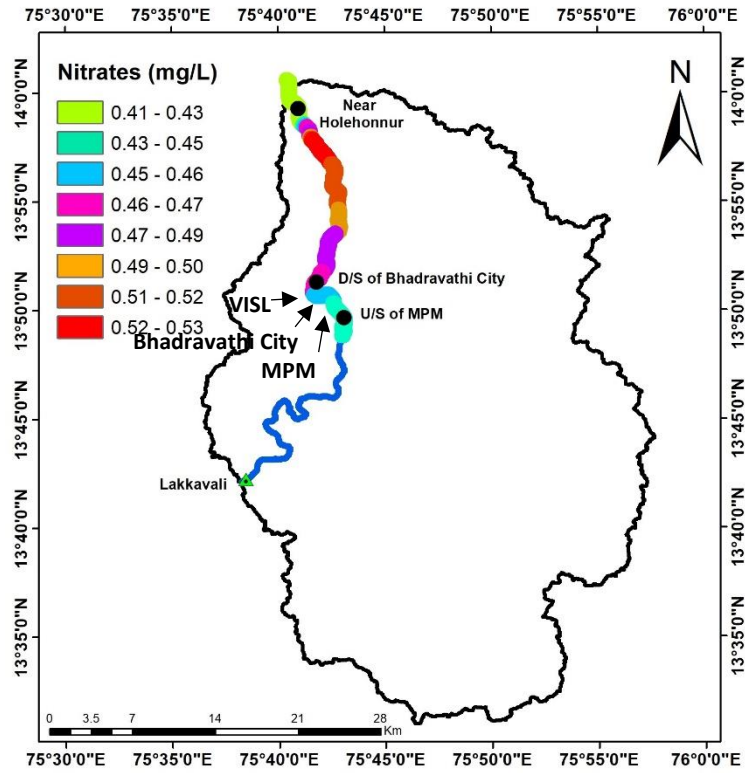 75°30'0"E 75°35'0"E 75°40'0"E 75°45'0"E 75°50'0"E 75°55'0"E 76°0'0"E
Nitrates (mg/L)
0.41 - 0.43
0.43 - 0.45
0.45 - 0.46
0.46 - 0.47
0.47 - 0.49
0.49 - 0.50
0.51 - 0.52
0.52 - 0.53
N
Near
Holehonnur
D/S of Bhadravathi City
VISL
U/S of MPM
Bhadravathi City
MPM
Lakkavali
14°0'0"N
13°55'0"N
13°50'0"N
13°45'0"N
13°40'0"N
13°35'0"N
14°0'0"N
13°55'0"N
13°50'0"N
13°45'0"N
13°40'0"N
13°35'0"N
0 3.5 7 14 21 28
Km
75°30'0"E 75°35'0"E 75°40'0"E 75°45'0"E 75°50'0"E 75°55'0"E 76°0'0"E